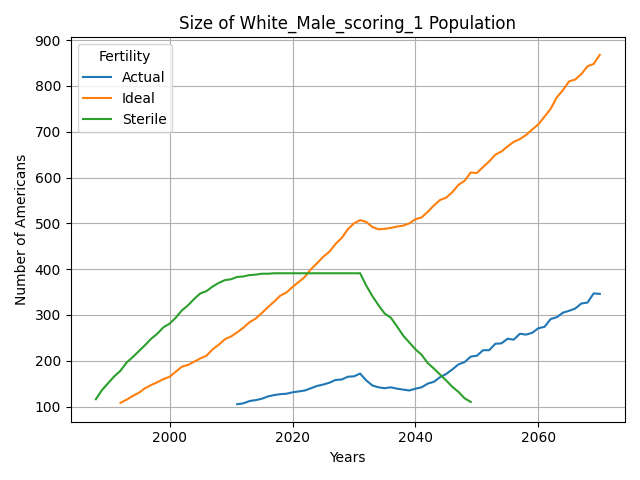 Size of White_Male_scoring_1 Population
Number of Americans
900
800
700
600
500
400
300
200
100
Fertility
Actual
Ideal
Sterile
2000
2020
2040
2060
Years